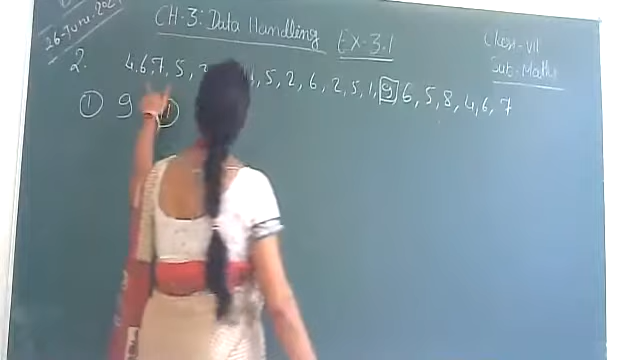 26-June-202
CH-3: Data Handling
EX-3.1
Class-VII
Sub: Maths
2. 4,6,7,5, 5,2,6,2,5,1,9 6,5,8,4,6,7
① 9 ①